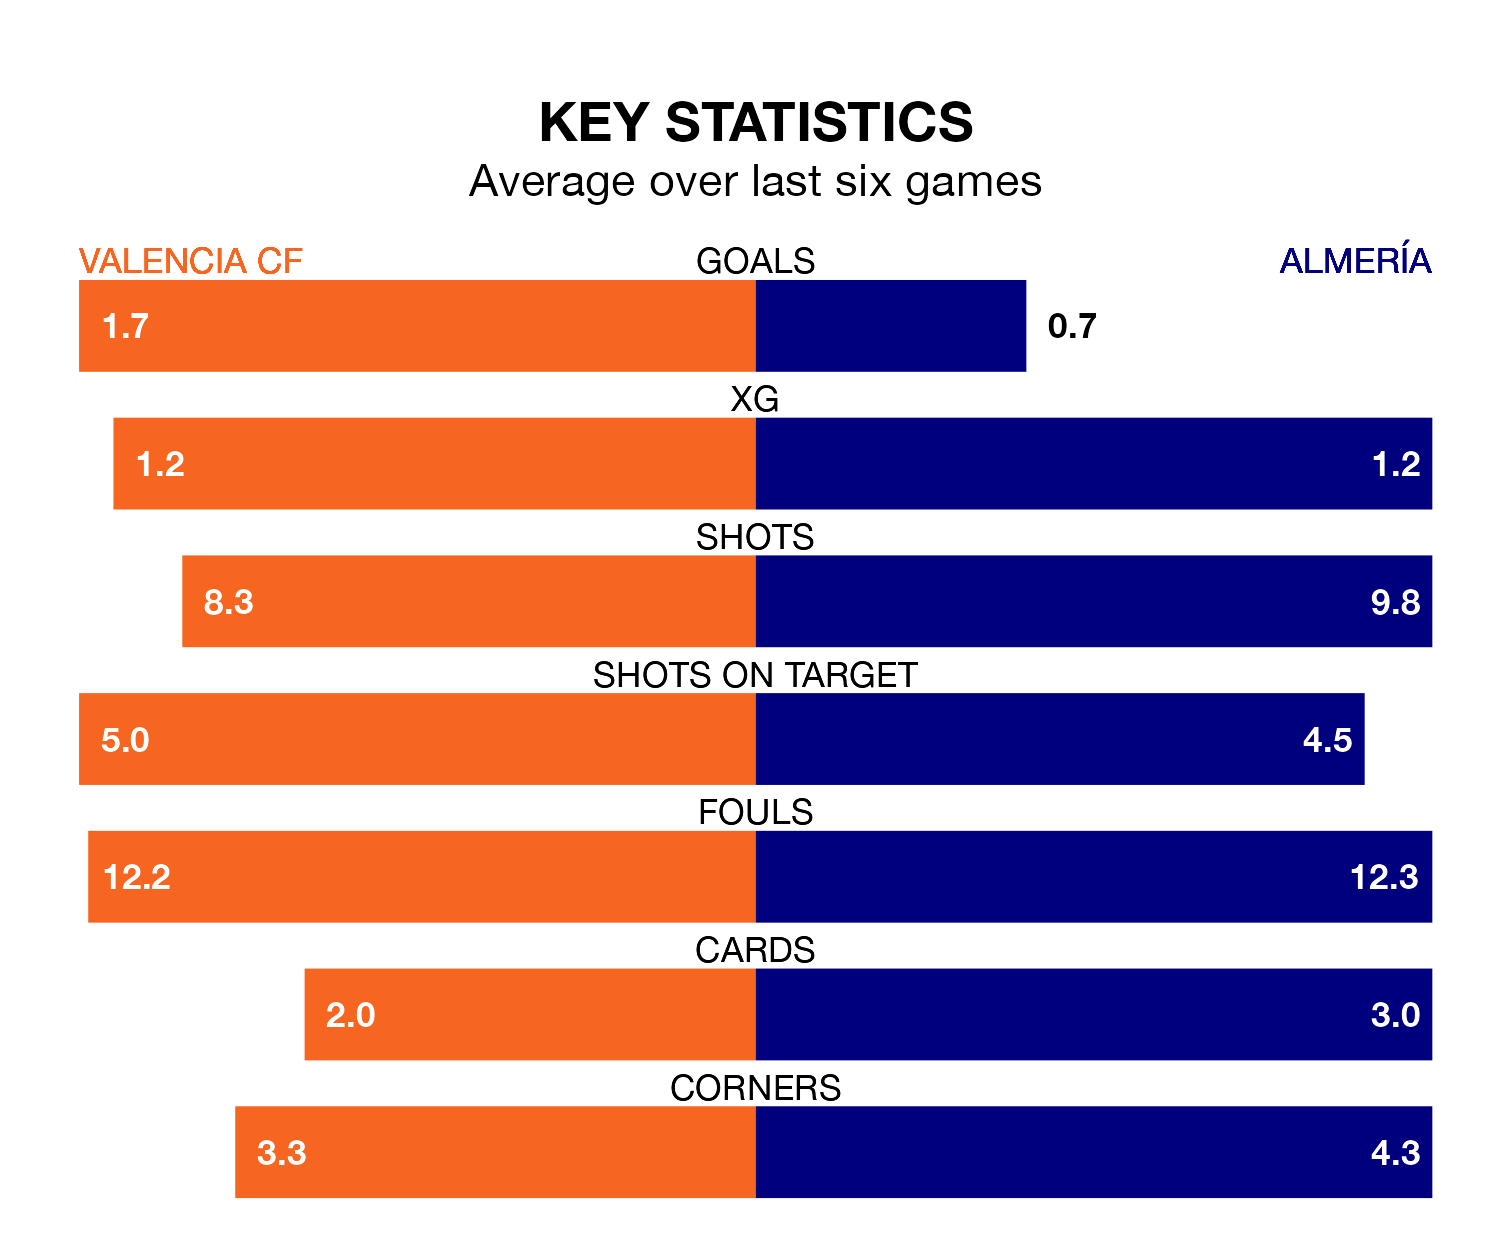 KEY STATISTICS
Average over last six games
VALENCIA CF GOALS ALMERÍA
1.7 0.7
XG
1.2 1.2
SHOTS
8.3 9.8
SHOTS ON TARGET
5.0 4.5
FOULS
12.2 12.3
CARDS
2.0 3.0
CORNERS
3.3 4.3